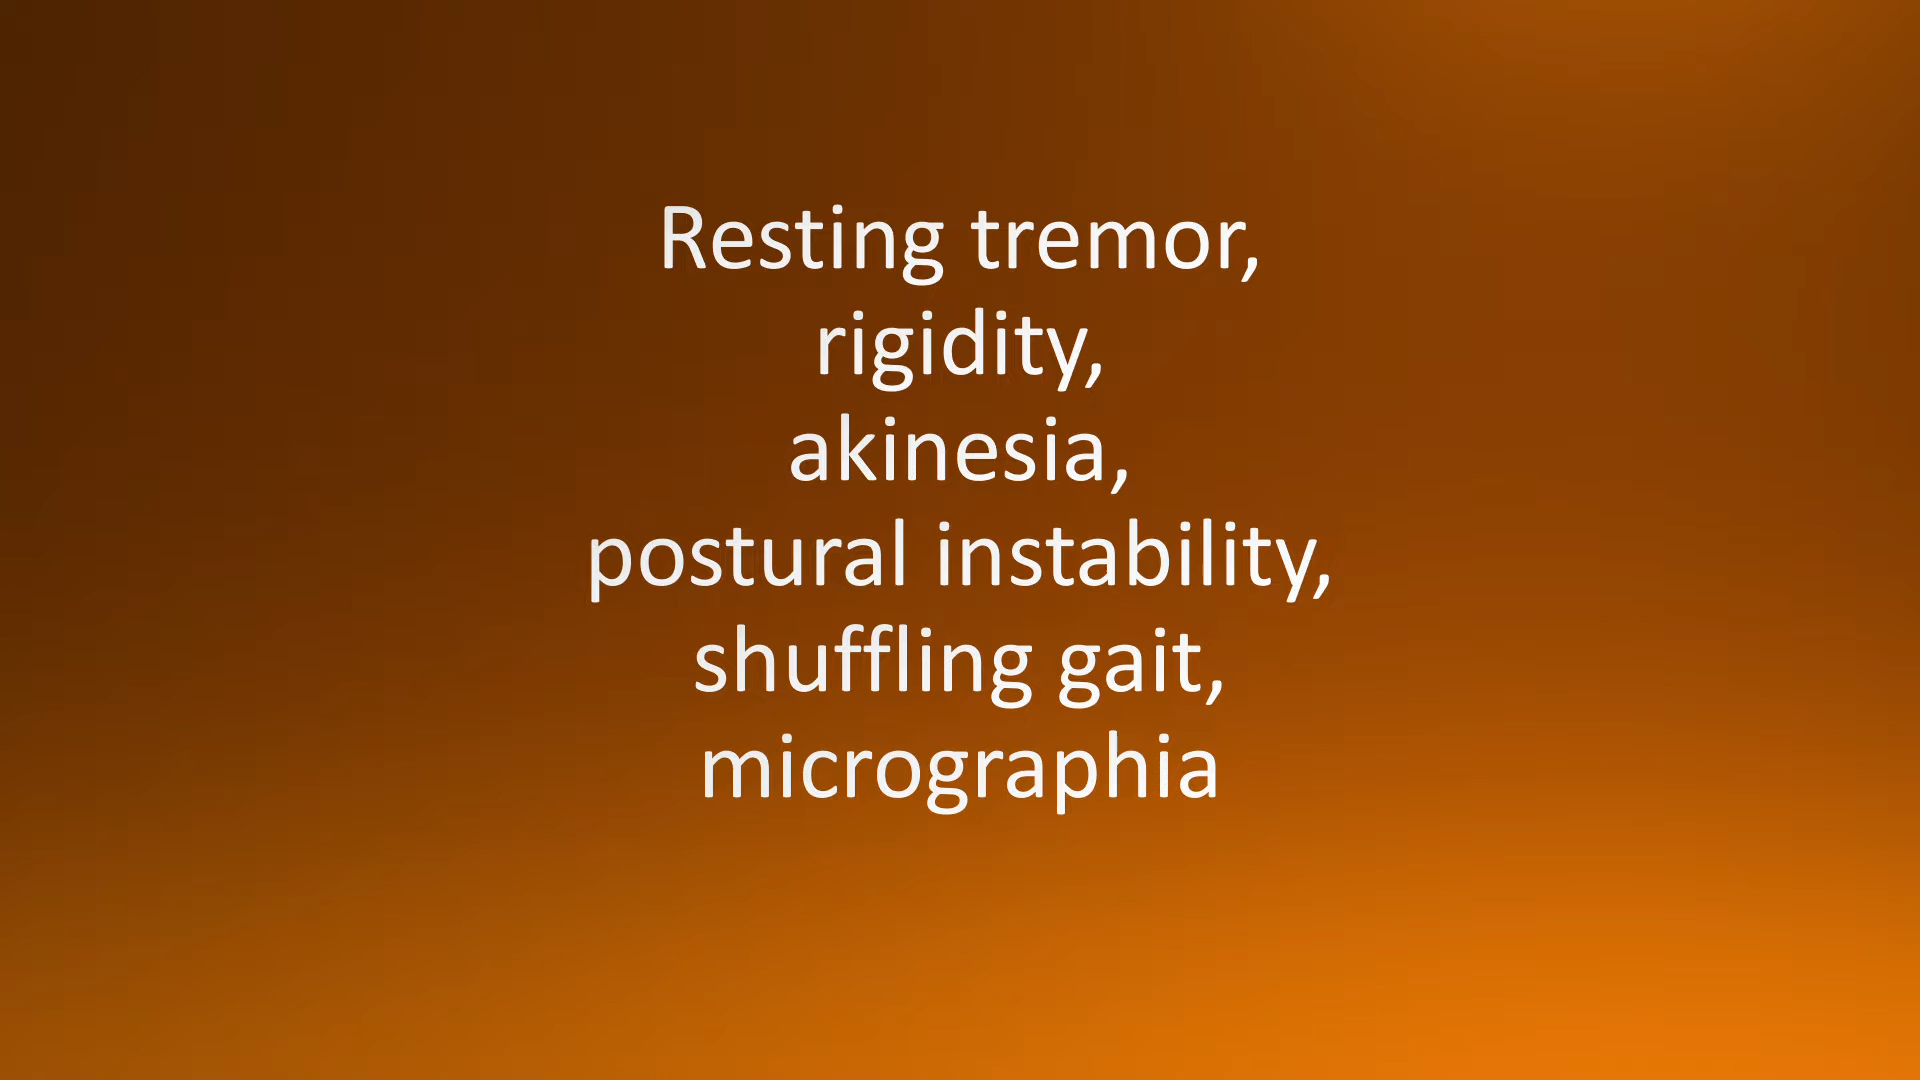 Resting tremor,
rigidity,
akinesia,
postural instability,
shuffling gait,
micrographia